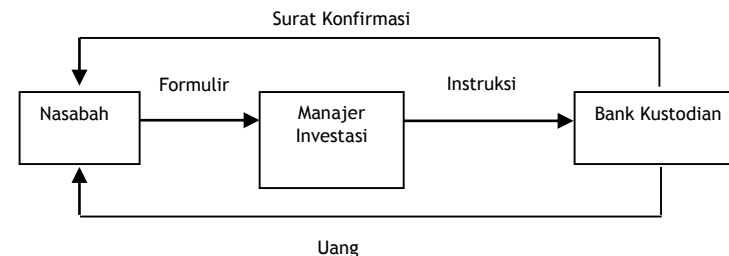 Surat Konfirmasi
Formulir
Instruksi
Nasabah
Manajer
Investasi
Bank Kustodian
Uang